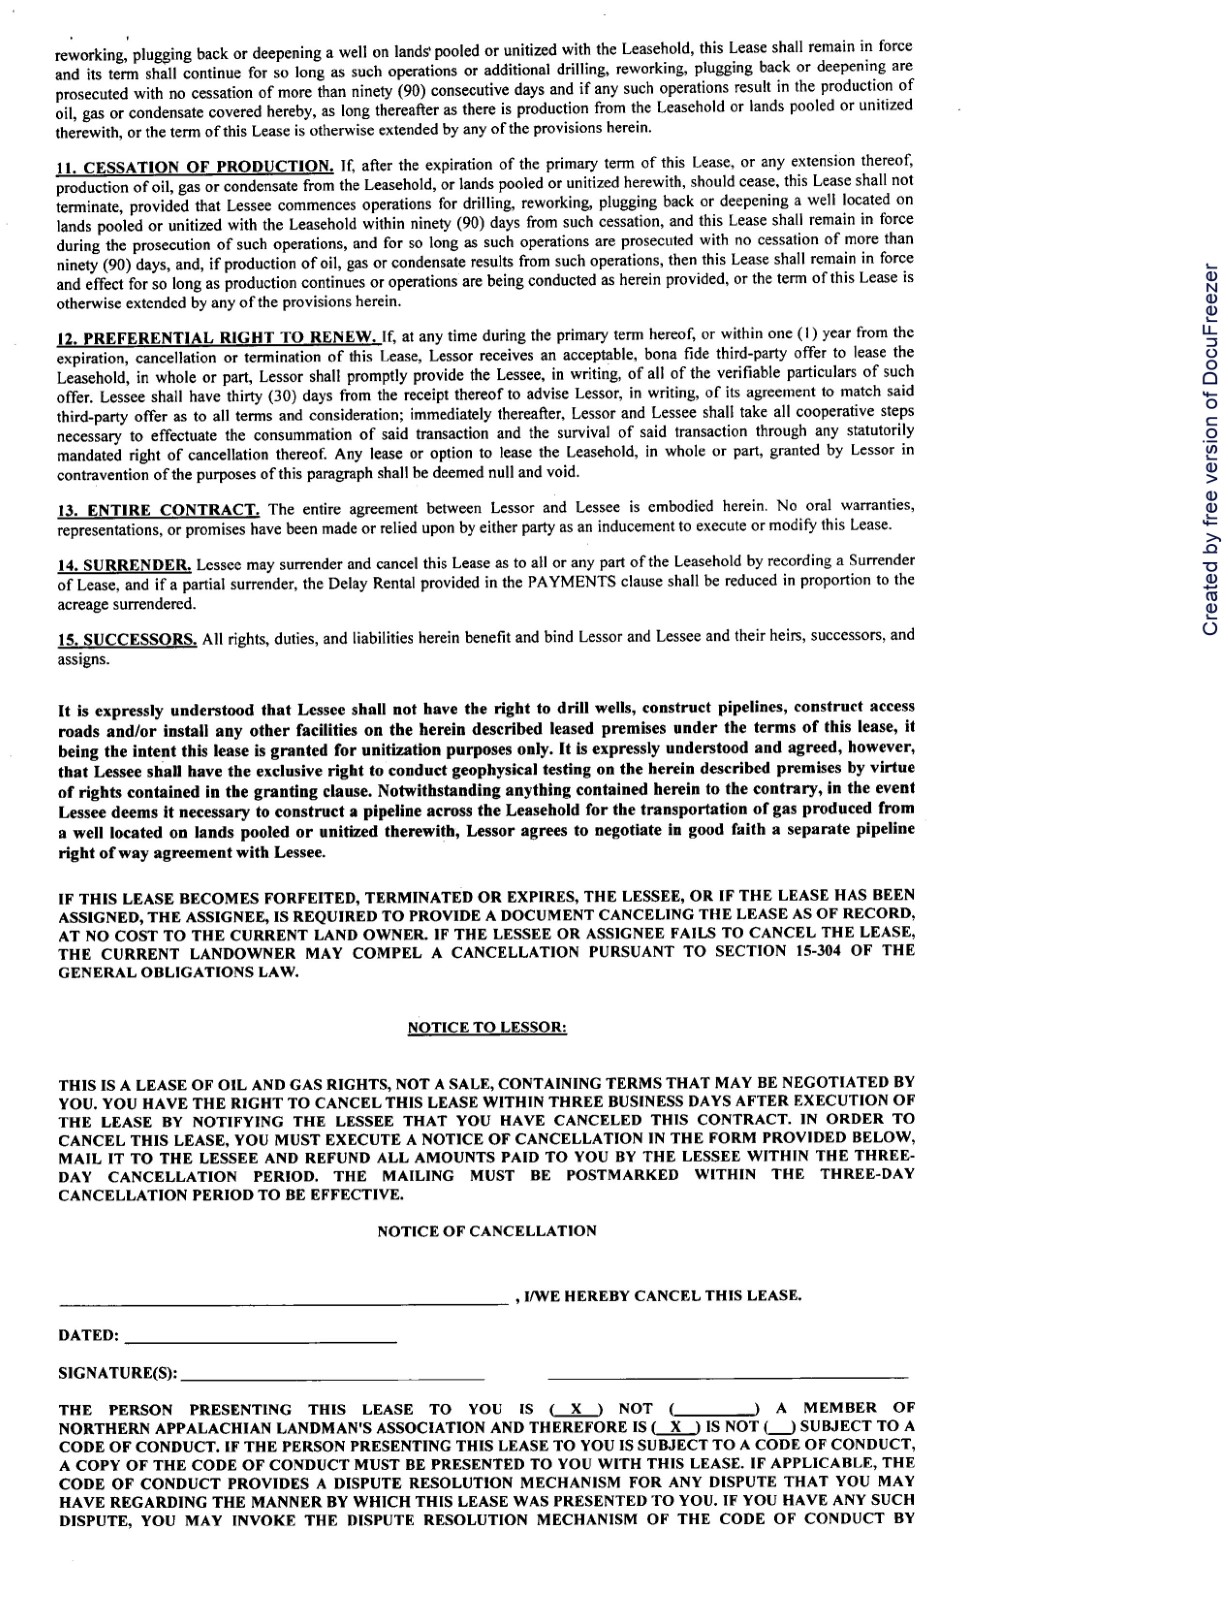 reworking, plugging back or deepening a well on lands pooled or unitized with the Leasehold, this Lease shall remain in force
and its term shall continue for so long as such operations or additional drilling, reworking, plugging back or deepening are
prosecuted with no cessation of more than ninety (90) consecutive days and if any such operations result in the production of
oil, gas or condensate covered hereby, as long thereafter as there is production from the Leasehold or lands pooled or unitized
therewith, or the term of this Lease is otherwise extended by any of the provisions herein.
11. CESSATION OF PRODUCTION. If, after the expiration of the primary term of this Lease, or any extension thereof,
production of oil, gas or condensate from the Leasehold, or lands pooled or unitized herewith, should cease, this Lease shall not
terminate, provided that Lessee commences operations for drilling, reworking, plugging back or deepening a well located on
lands pooled or unitized with the Leasehold within ninety (90) days from such cessation, and this Lease shall remain in force
during the prosecution of such operations, and for so long as such operations are prosecuted with no cessation of more than
ninety (90) days, and, if production of oil, gas or condensate results from such operations, then this Lease shall remain in force
and effect for so long as production continues or operations are being conducted as herein provided, or the term of this Lease is
otherwise extended by any of the provisions herein.
12. PREFERENTIAL RIGHT TO RENEW. If, at any time during the primary term hereof, or within one (1) year from the
expiration, cancellation or termination of this Lease, Lessor receives an acceptable, bona fide third-party offer to lease the
Leasehold, in whole or part, Lessor shall promptly provide the Lessee, in writing, of all of the verifiable particulars of such
offer. Lessee shall have thirty (30) days from the receipt thereof to advise Lessor, in writing, of its agreement to match said
third-party offer as to all terms and consideration; immediately thereafter, Lessor and Lessee shall take all cooperative steps
necessary to effectuate the consummation of said transaction and the survival of said transaction through any statutorily
mandated right of cancellation thereof. Any lease or option to lease the Leasehold, in whole or part, granted by Lessor in
contravention of the purposes of this paragraph shall be deemed null and void.
13. ENTIRE CONTRACT. The entire agreement between Lessor and Lessee is embodied herein. No oral warranties,
representations, or promises have been made or relied upon by either party as an inducement to execute or modify this Lease.
14. SURRENDER. Lessee may surrender and cancel this Lease as to all or any part of the Leasehold by recording a Surrender
of Lease, and if a partial surrender, the Delay Rental provided in the PAYMENTS clause shall be reduced in proportion to the
acreage surrendered.
15. SUCCESSORS. All rights, duties, and liabilities herein benefit and bind Lessor and Lessee and their heirs, successors, and
assigns.
It is expressly understood that Lessee shall not have the right to drill wells, construct pipelines, construct access
roads and/or install any other facilities on the herein described leased premises under the terms of this lease, it
being the intent this lease is granted for unitization purposes only. It is expressly understood and agreed, however,
that Lessee shall have the exclusive right to conduct geophysical testing on the herein described premises by virtue
of rights contained in the granting clause. Notwithstanding anything contained herein to the contrary, in the event
Lessee deems it necessary to construct a pipeline across the Leasehold for the transportation of gas produced from
a well located on lands pooled or unitized therewith, Lessor agrees to negotiate in good faith a separate pipeline
right of way agreement with Lessee.
IF THIS LEASE BECOMES FORFEITED, TERMINATED OR EXPIRES, THE LESSEE, OR IF THE LEASE HAS BEEN
ASSIGNED, THE ASSIGNEE, IS REQUIRED TO PROVIDE A DOCUMENT CANCELING THE LEASE AS OF RECORD,
AT NO COST TO THE CURRENT LAND OWNER. IF THE LESSEE OR ASSIGNEE FAILS TO CANCEL THE LEASE,
THE CURRENT LANDOWNER MAY COMPEL A CANCELLATION PURSUANT TO SECTION 15-304 OF THE
GENERAL OBLIGATIONS LAW.
NOTICE TO LESSOR:
THIS IS A LEASE OF OIL AND GAS RIGHTS, NOT A SALE, CONTAINING TERMS THAT MAY BE NEGOTIATED BY
YOU. YOU HAVE THE RIGHT TO CANCEL THIS LEASE WITHIN THREE BUSINESS DAYS AFTER EXECUTION OF
THE LEASE BY NOTIFYING THE LESSEE THAT YOU HAVE CANCELED THIS CONTRACT. IN ORDER TO
CANCEL THIS LEASE, YOU MUST EXECUTE A NOTICE OF CANCELLATION IN THE FORM PROVIDED BELOW,
MAIL IT TO THE LESSEE AND REFUND ALL AMOUNTS PAID TO YOU BY THE LESSEE WITHIN THE THREE-
DAY CANCELLATION PERIOD. THE MAILING MUST BE POSTMARKED WITHIN THE THREE-DAY
CANCELLATION PERIOD TO BE EFFECTIVE.
NOTICE OF CANCELLATION
, I/WE HEREBY CANCEL THIS LEASE.
DATED:
SIGNATURE(S):
THE PERSON PRESENTING THIS LEASE TO YOU IS ( X ) NOT (______) A MEMBER OF
NORTHERN APPALACHIAN LANDMAN'S ASSOCIATION AND THEREFORE IS ( X ) IS NOT (__) SUBJECT TO A
CODE OF CONDUCT. IF THE PERSON PRESENTING THIS LEASE TO YOU IS SUBJECT TO A CODE OF CONDUCT,
A COPY OF THE CODE OF CONDUCT MUST BE PRESENTED TO YOU WITH THIS LEASE. IF APPLICABLE, THE
CODE OF CONDUCT PROVIDES A DISPUTE RESOLUTION MECHANISM FOR ANY DISPUTE THAT YOU MAY
HAVE REGARDING THE MANNER BY WHICH THIS LEASE WAS PRESENTED TO YOU. IF YOU HAVE ANY SUCH
DISPUTE, YOU MAY INVOKE THE DISPUTE RESOLUTION MECHANISM OF THE CODE OF CONDUCT BY
Created by free version of DocuFreezer